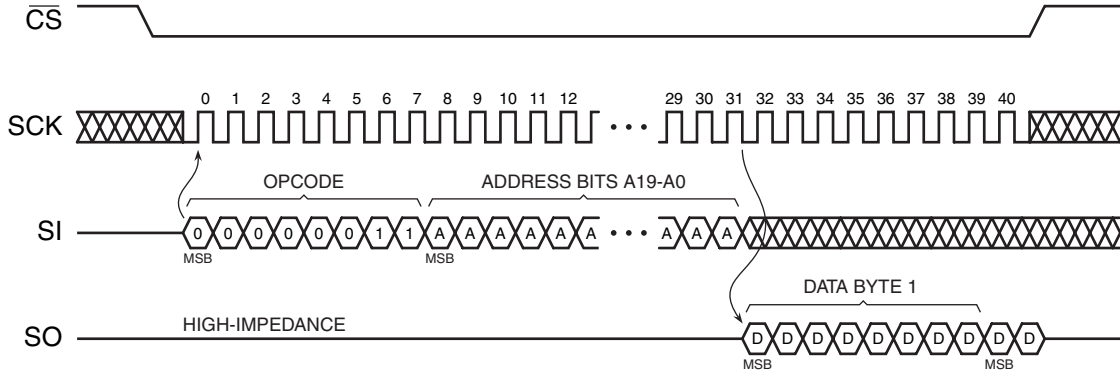 CS
0 1 2 3 4 5 6 7 8 9 10 11 12 29 30 31 32 33 34 35 36 37 38 39 40
SCK
OPCODE ADDRESS BITS A19-A0
SI 0 0 0 0 0 0 1 1 A A A A A A A A A
MSB MSB
DATA BYTE 1
HIGH-IMPEDANCE
SO D D D D D D D D D D
MSB MSB